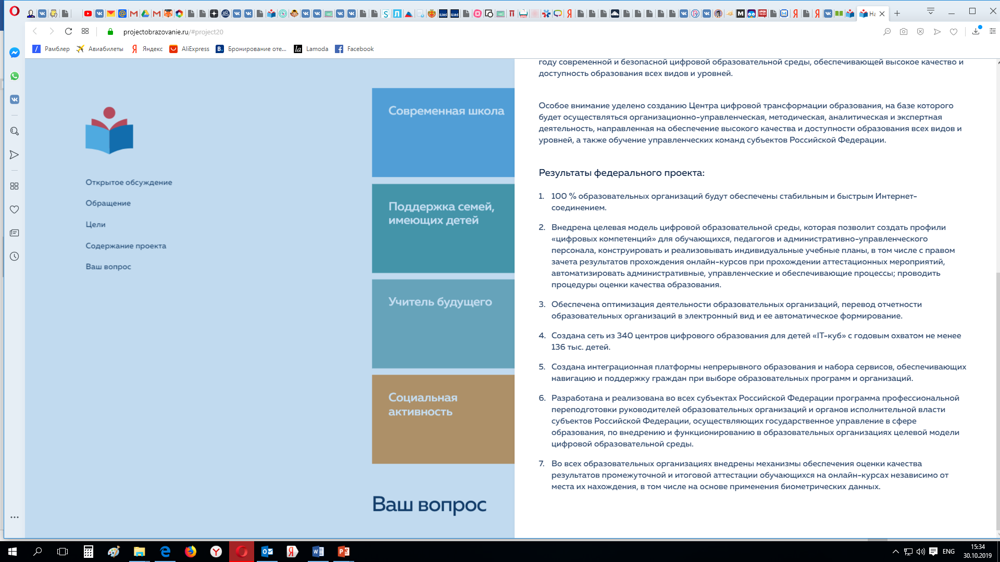 На
projectobrazovanie.ru/#project20
Рамблер
Авиабилеты
Яндекс
AliExpress
Бронирование оте...
Lamoda
Facebook
Открытое обсуждение
Обращение
Цели
Содержание проекта
Ваш вопрос
Современная школа
Поддержка семей,
имеющих детей
Учитель будущего
Социальная
активность
Ваш вопрос
году современной и безопасной цифровой образовательной среды, обеспечивающей высокое качество и
доступность образования всех видов и уровней.
Особое внимание уделено созданию Центра цифровой трансформации образования, на базе которого
будет осуществляться организационно-управленческая, методическая, аналитическая и экспертная
деятельность, направленная на обеспечение высокого качества и доступности образования всех видов и
уровней, а также обучение управленческих команд субъектов Российской Федерации.
Результаты федерального проекта:
1. 100 % образовательных организаций будут обеспечены стабильным и быстрым Интернет-
соединением.
2. Внедрена целевая модель цифровой образовательной среды, которая позволит создать профили
«цифровых компетенций» для обучающихся, педагогов и административно-управленческого
персонала, конструировать и реализовывать индивидуальные учебные планы, в том числе с правом
зачета результатов прохождения онлайн-курсов при прохождении аттестационных мероприятий,
автоматизировать административные, управленческие и обеспечивающие процессы; проводить
процедуры оценки качества образования.
3. Обеспечена оптимизация деятельности образовательных организаций, перевод отчетности
образовательных организаций в электронный вид и ее автоматическое формирование.
4. Создана сеть из 340 центров цифрового образования для детей «IT-куб» с годовым охватом не менее
136 тыс. детей.
5. Создана интеграционная платформы непрерывного образования и набора сервисов, обеспечивающих
навигацию и поддержку граждан при выборе образовательных программ и организаций.
6. Разработана и реализована во всех субъектах Российской Федерации программа профессиональной
переподготовки руководителей образовательных организаций и органов исполнительной власти
субъектов Российской Федерации, осуществляющих государственное управление в сфере
образования, по внедрению и функционированию в образовательных организациях целевой модели
цифровой образовательной среды.
7. Во всех образовательных организациях внедрены механизмы обеспечения оценки качества
результатов промежуточной и итоговой аттестации обучающихся на онлайн-курсах независимо от
места их нахождения, в том числе на основе применения биометрических данных.
ENG
15:34
30.10.2019